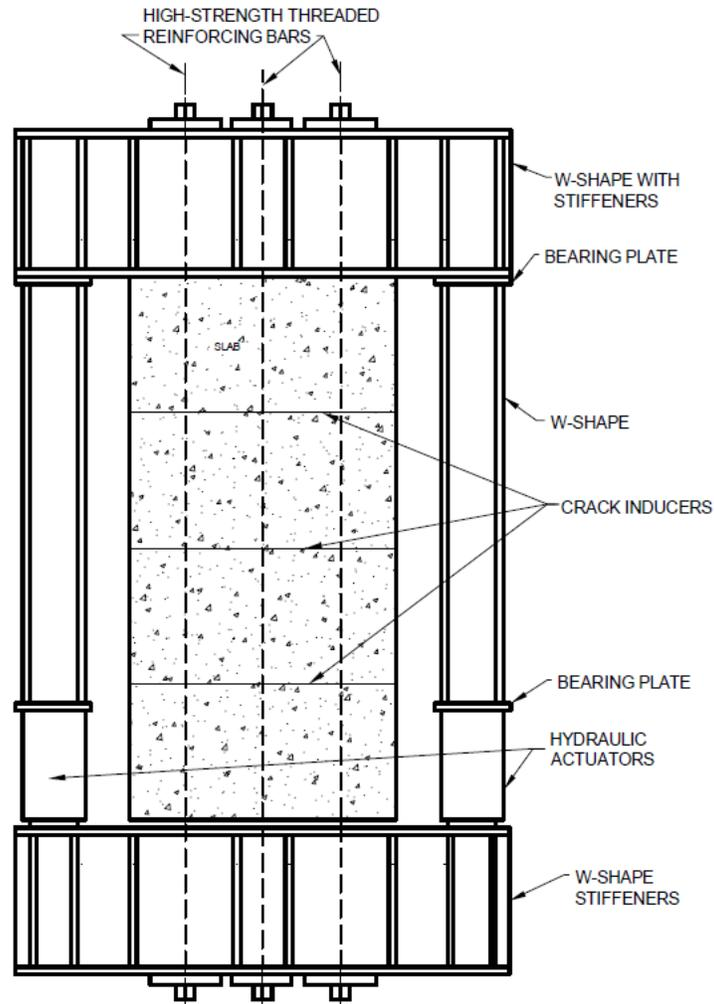 HIGH-STRENGTH THREADED
REINFORCING BARS
W-SHAPE WITH
STIFFENERS
BEARING PLATE
SLAB
W-SHAPE
CRACK INDUCERS
BEARING PLATE
HYDRAULIC
ACTUATORS
W-SHAPE
STIFFENERS